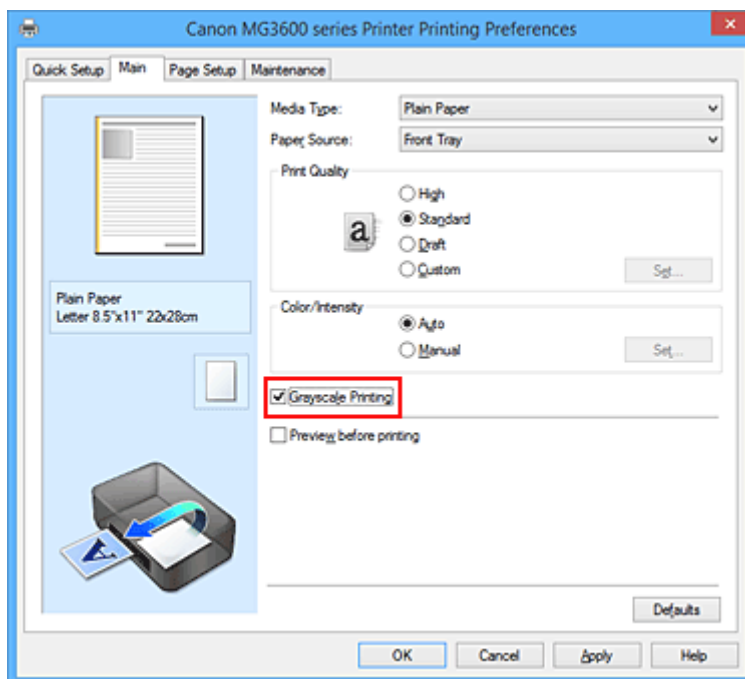 Canon MG3600 series Printer Printing Preferences
Quick Setup Main Page Setup Maintenance
Media Type: Plain Paper
Paper Source: Front Tray
Print Quality
High
a Standard
Draft
Custom Set...
Plain Paper
Letter 8.5"x11" 22x28cm
Color/Intensity
Auto
Manual Set...
Grayscale Printing
Preview before printing
A
Defaults
OK Cancel Apply Help